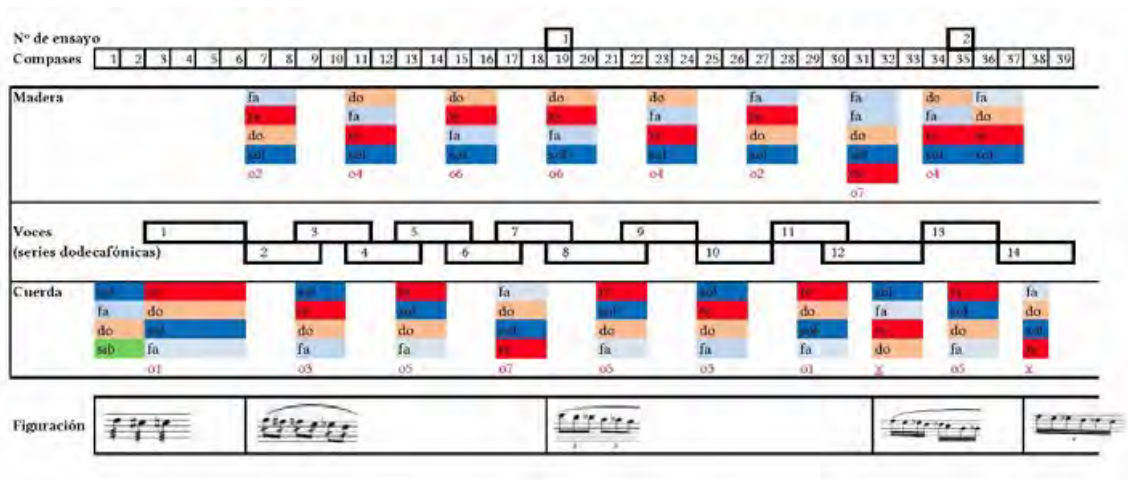 Nº de ensayo 1 2
Compases 1 2 3 4 5 6 7 8 9 10 11 12 13 14 15 16 17 18 19 20 21 22 23 24 25 26 27 28 29 30 31 32 33 34 35 36 37 38 39
Madera fa do do do do fa fa do fa
re fa re re fa re fa fa do
do re fa fa re do do re re
sol sol sol sol sol sol sol sol sol
o2 o4 o6 o6 o4 o2 re o4
o7
Voces 1 3 5 7 9 11 13
(series dodecafónicas) 2 4 6 8 10 12 14
Cuerda sol re sol re fa re sol re sol re fa
fa do re sol do sol re do fa sol do
do sol do do sol do do sol re do sol
sib fa fa fa re fa fa fa do fa re
o1 o3 o5 o7 o5 o3 o1 x o5 x
Figuración